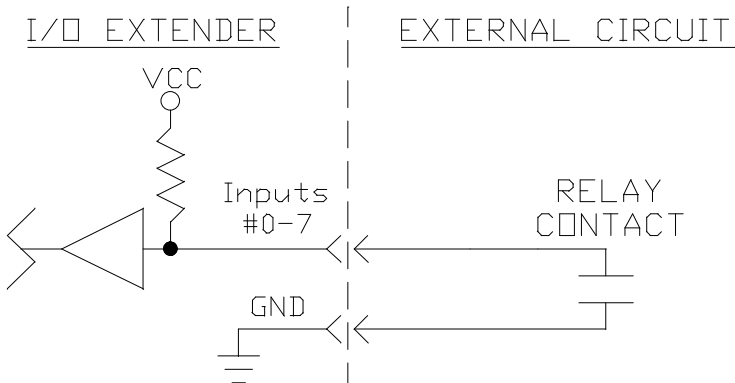 I/O EXTENDER
EXTERNAL CIRCUIT
VCC
Inputs
#0-7
RELAY
CONTACT
GND